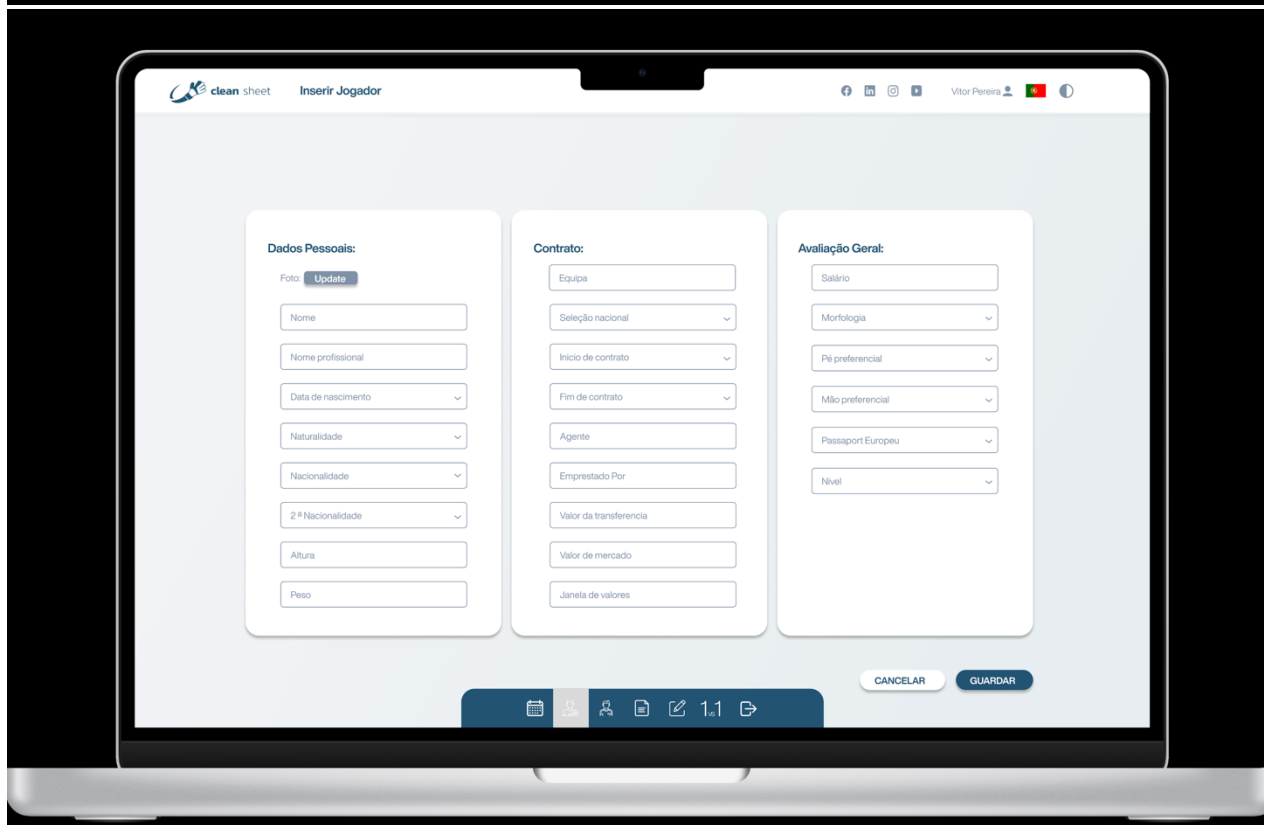 clean sheet
Inserir Jogador
Vitor Pereira
Dados Pessoais:
Foto: Update
Nome
Nome profissional
Data de nascimento
Naturalidade
Nacionalidade
2 ª Nacionalidade
Altura
Peso
Contrato:
Equipa
Seleção nacional
Inicio de contrato
Fim de contrato
Agente
Emprestado Por
Valor da transferencia
Valor de mercado
Janela de valores
Avaliação Geral:
Salário
Morfologia
Pé preferencial
Mão preferencial
Passaport Europeu
Nivel
CANCELAR
GUARDAR
1vs1